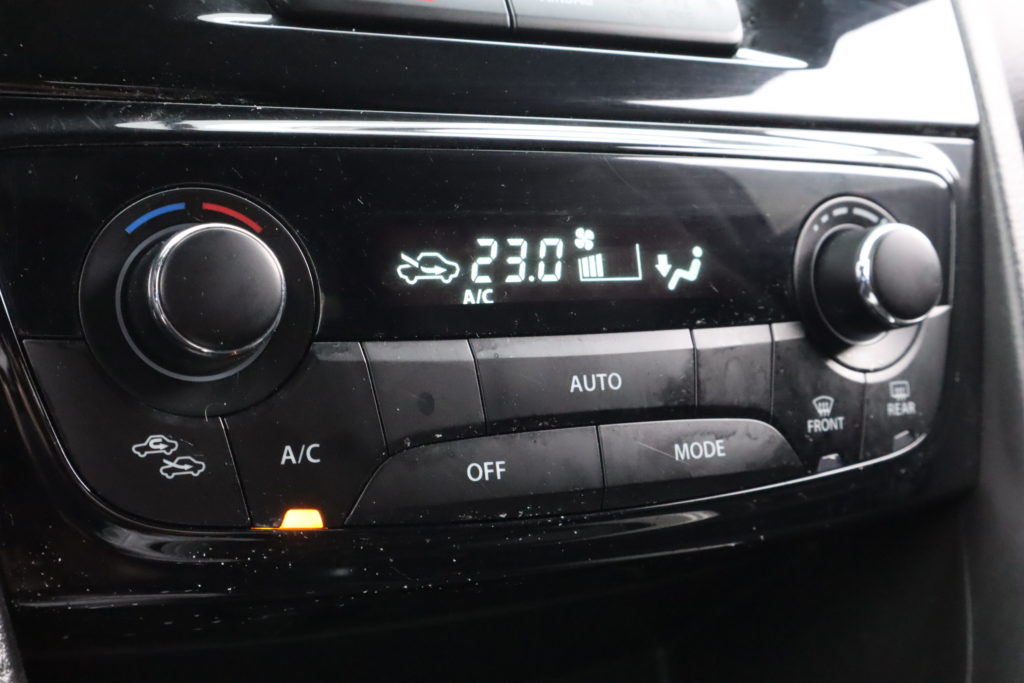 23.0
A/C
AUTO
A/C
OFF
MODE
FRONT
REAR